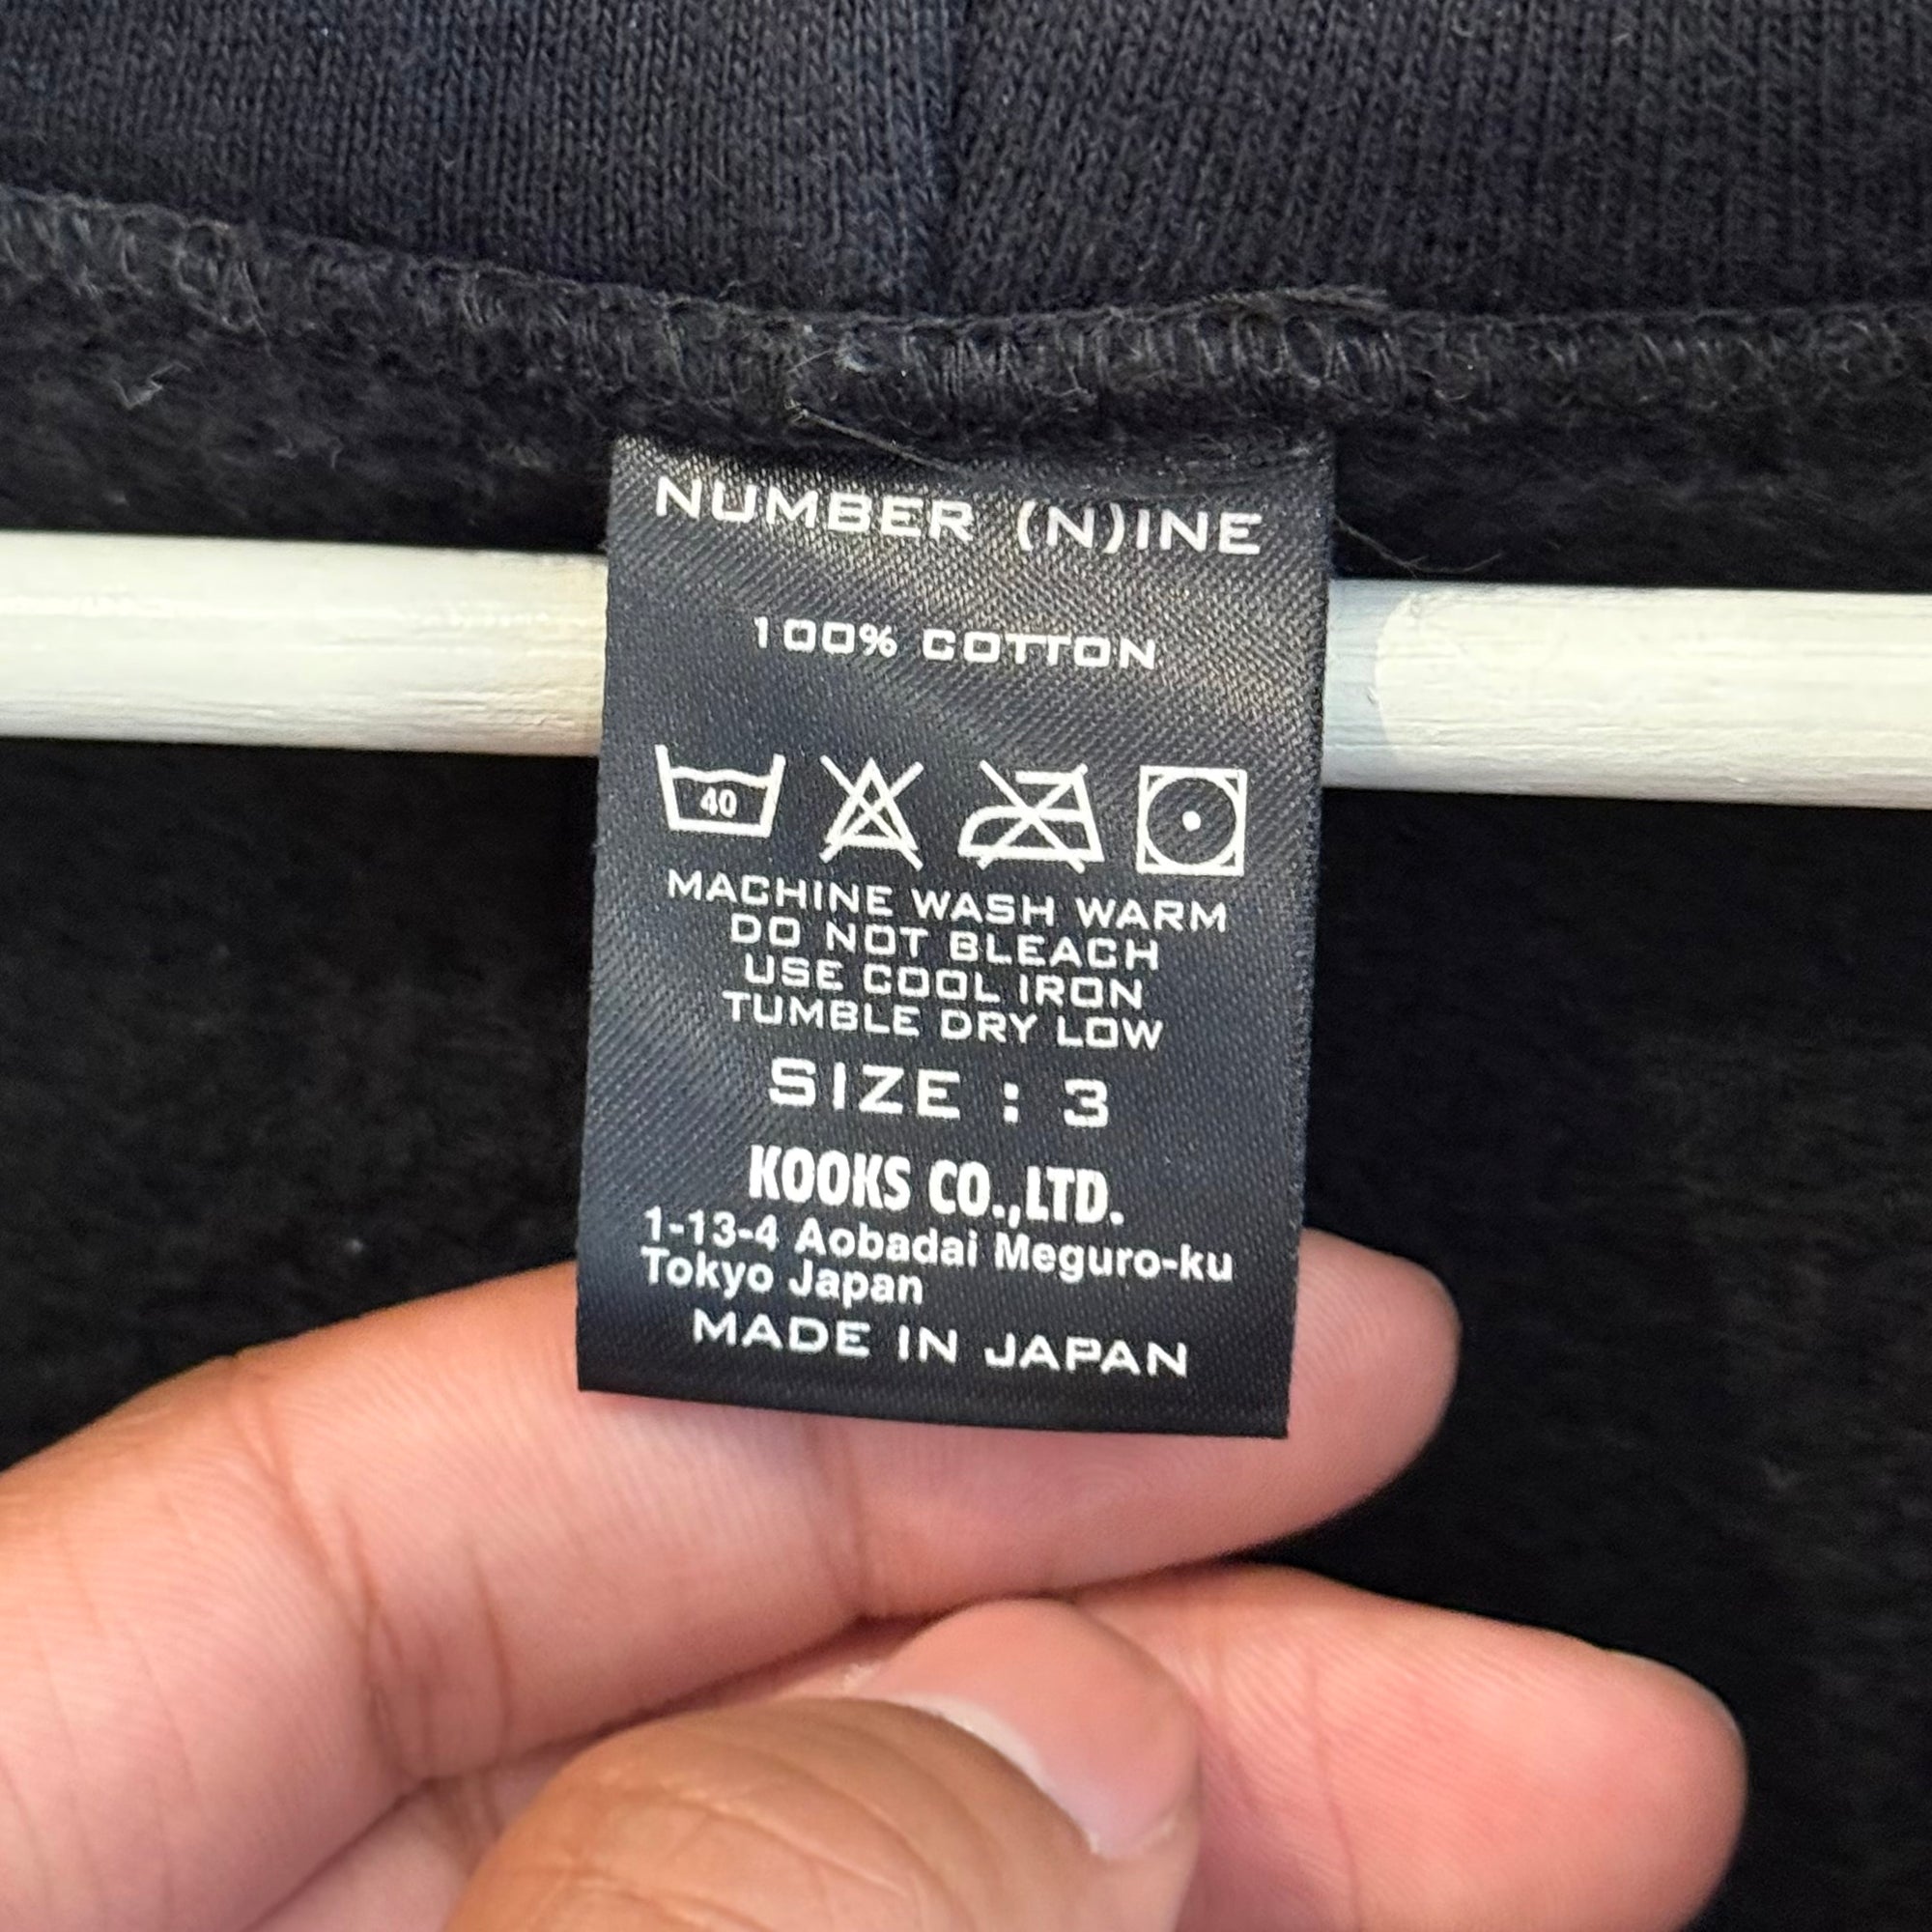 NUMBER (N)INE
100% COTTON
40
MACHINE WASH WARM
DO NOT BLEACH
USE COOL IRON
TUMBLE DRY LOW
SIZE : 3
KOOKS CO.,LTD.
1-13-4 Aobadai Meguro-ku
Tokyo Japan
MADE IN JAPAN